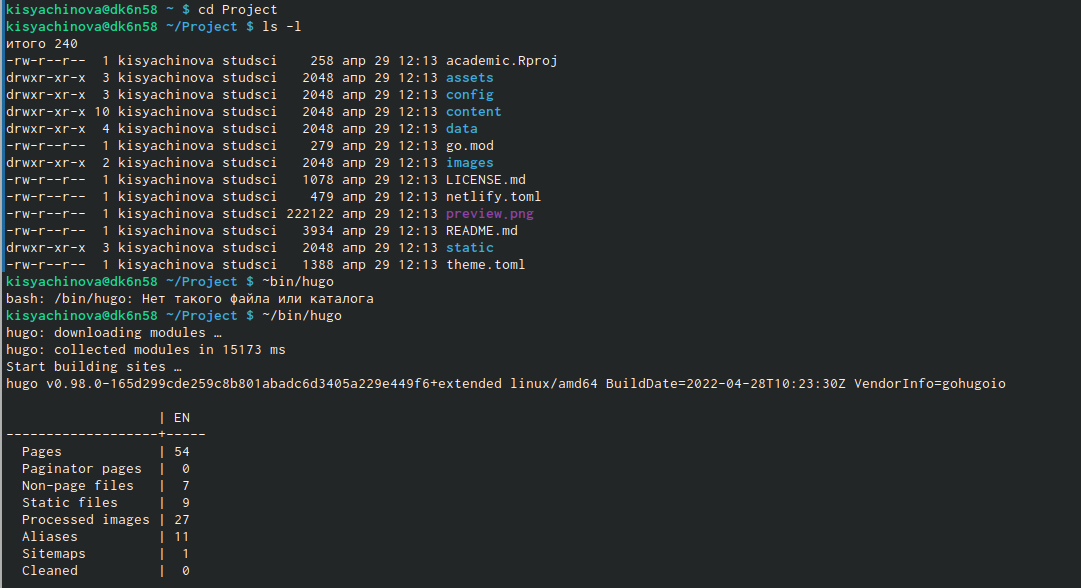 kisyachinova@dk6n58 ~ $ cd Project
kisyachinova@dk6n58 ~/Project $ ls -l
итого 240
-rw-r--r-- 1 kisyachinova studsci 258 апр 29 12:13 academic.Rproj
drwxr-xr-x 3 kisyachinova studsci 2048 апр 29 12:13 assets
drwxr-xr-x 3 kisyachinova studsci 2048 апр 29 12:13 config
drwxr-xr-x 10 kisyachinova studsci 2048 апр 29 12:13 content
drwxr-xr-x 4 kisyachinova studsci 2048 апр 29 12:13 data
-rw-r--r-- 1 kisyachinova studsci 279 апр 29 12:13 go.mod
drwxr-xr-x 2 kisyachinova studsci 2048 апр 29 12:13 images
-rw-r--r-- 1 kisyachinova studsci 1078 апр 29 12:13 LICENSE.md
-rw-r--r-- 1 kisyachinova studsci 479 апр 29 12:13 netlify.toml
-rw-r--r-- 1 kisyachinova studsci 222122 апр 29 12:13 preview.png
-rw-r--r-- 1 kisyachinova studsci 3934 апр 29 12:13 README.md
drwxr-xr-x 3 kisyachinova studsci 2048 апр 29 12:13 static
-rw-r--r-- 1 kisyachinova studsci 1388 апр 29 12:13 theme.toml
kisyachinova@dk6n58 ~/Project $ ~bin/hugo
bash: /bin/hugo: Нет такого файла или каталога
kisyachinova@dk6n58 ~/Project $ ~/bin/hugo
hugo: downloading modules …
hugo: collected modules in 15173 ms
Start building sites …
hugo v0.98.0-165d299cde259c8b801abadc6d3405a229e449f6+extended linux/amd64 BuildDate=2022-04-28T10:23:30Z VendorInfo=gohugoio
| EN
-------------------+-----
Pages | 54
Paginator pages | 0
Non-page files | 7
Static files | 9
Processed images | 27
Aliases | 11
Sitemaps | 1
Cleaned | 0